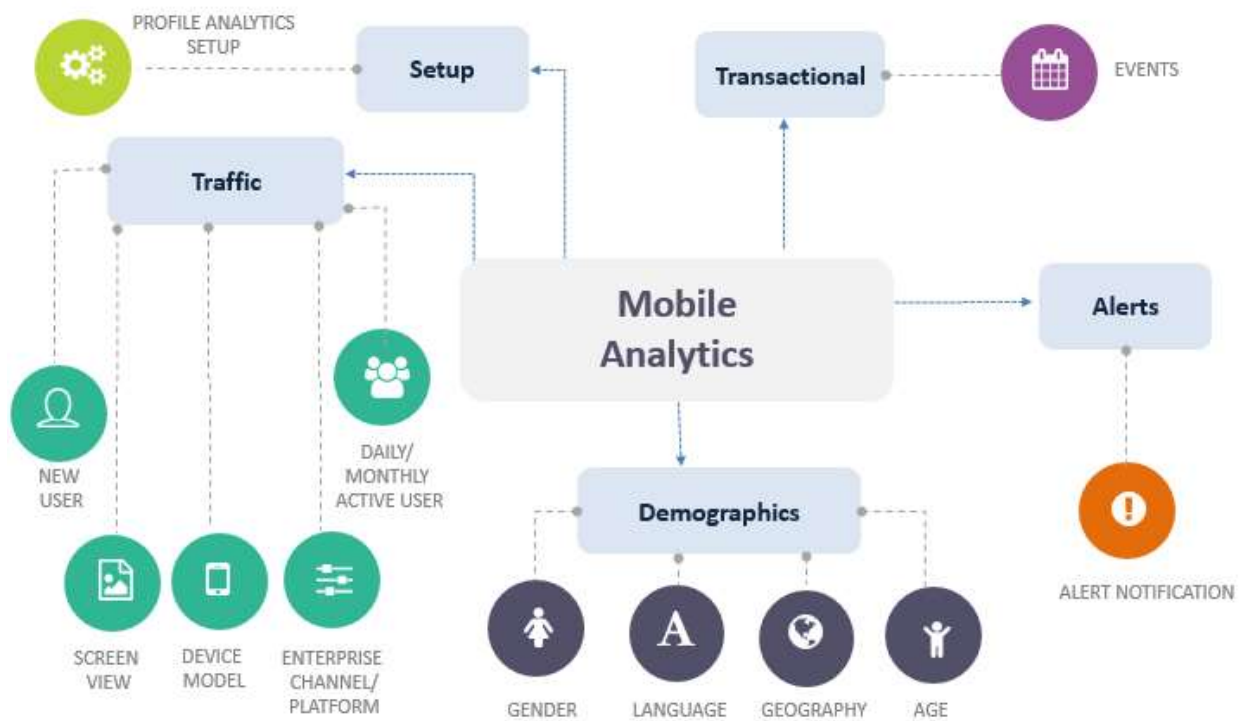 PROFILE ANALYTICS
SETUP
Setup
Transactional
EVENTS
Traffic
Mobile
Analytics
Alerts
NEW
USER
DAILY/
MONTHLY
ACTIVE USER
Demographics
ALERT NOTIFICATION
SCREEN
VIEW
DEVICE
MODEL
ENTERPRISE
CHANNEL/
PLATFORM
A
GENDER
LANGUAGE
GEOGRAPHY
AGE